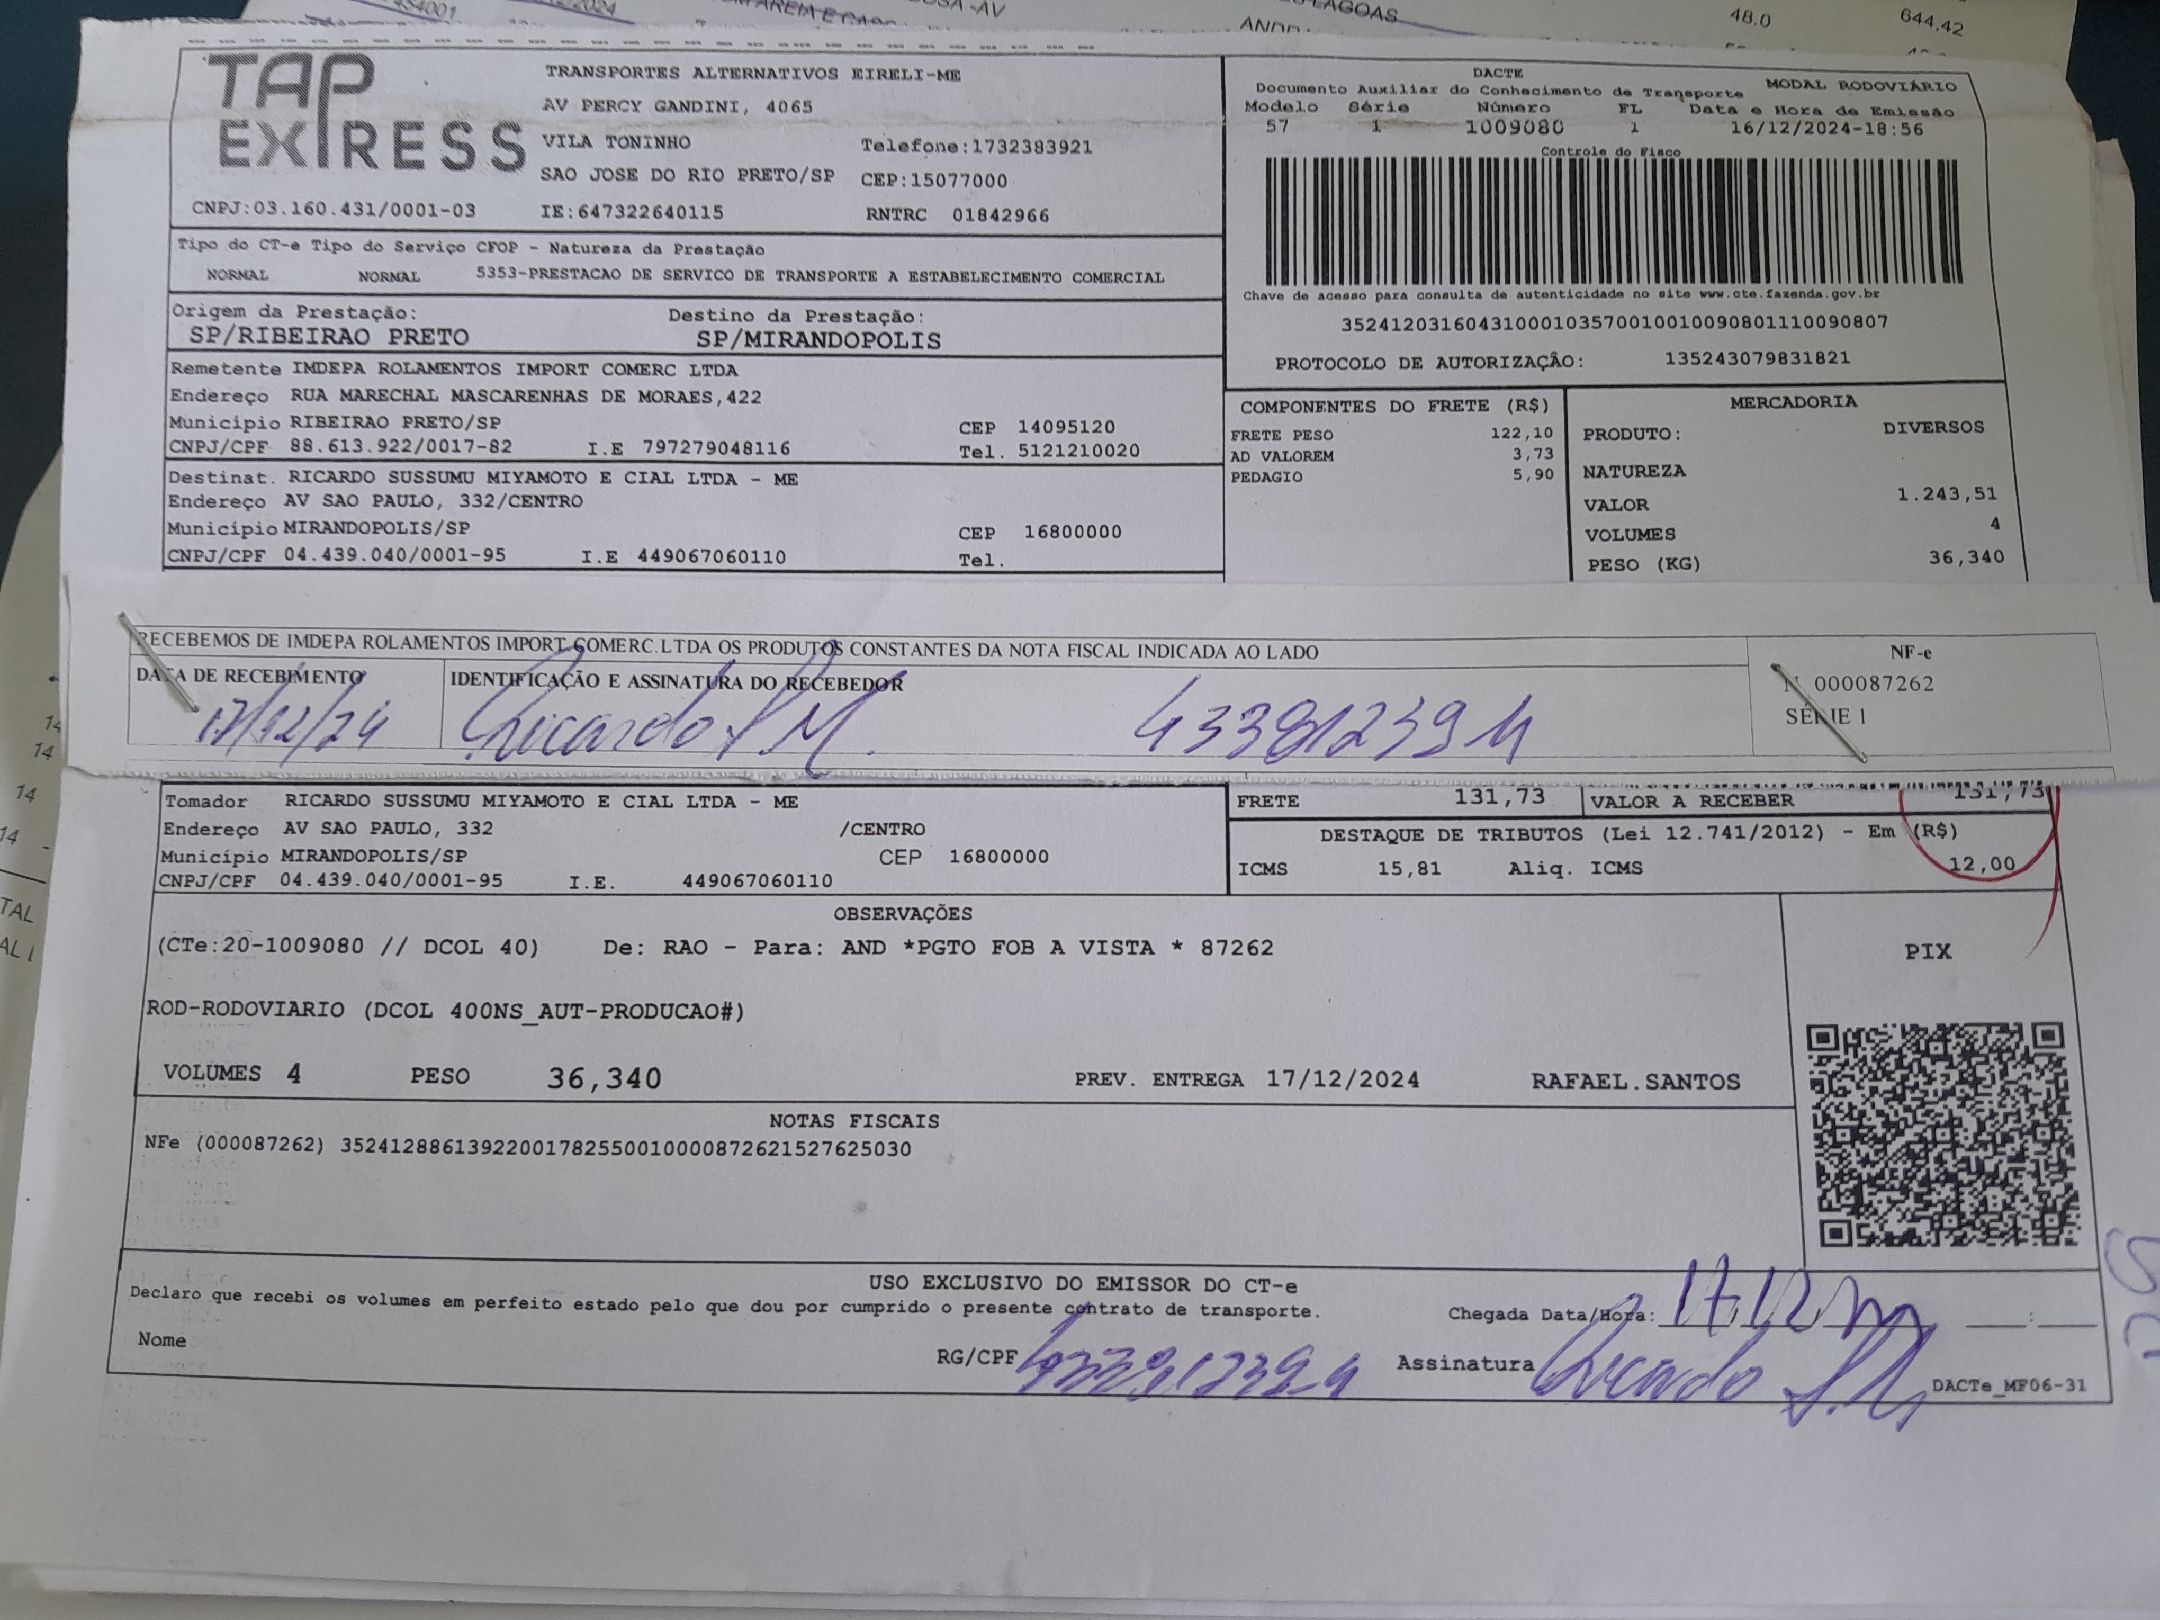 48.0
644,42
TAP EXPRESS
TRANSPORTES ALTERNATIVOS EIRELI-ME
AV PERCY GANDINI, 4065
VILA TONINHO Telefone:1732383921
SAO JOSE DO RIO PRETO/SP CEP:15077000
CNPJ:03.160.431/0001-03 IE:647322640115 RNTRC 01842966
DACTE
Documento Auxiliar do Conhecimento de Transporte MODAL RODOVIÁRIO
Modelo Série Número FL Data e Hora de Emissão
57 1 1009080 1 16/12/2024-18:56
Controle do Fisco
Tipo do CT-e Tipo do Serviço CFOP - Natureza da Prestação
NORMAL NORMAL 5353-PRESTACAO DE SERVICO DE TRANSPORTE A ESTABELECIMENTO COMERCIAL
Chave de acesso para consulta de autenticidade no site www.cte.fazenda.gov.br
35241203160431000103570010010090801110090807
PROTOCOLO DE AUTORIZAÇÃO: 135243079831821
Origem da Prestação: Destino da Prestação:
SP/RIBEIRAO PRETO SP/MIRANDOPOLIS
Remetente IMDEPA ROLAMENTOS IMPORT COMERC LTDA
Endereço RUA MARECHAL MASCARENHAS DE MORAES,422
Município RIBEIRAO PRETO/SP CEP 14095120
CNPJ/CPF 88.613.922/0017-82 I.E 797279048116 Tel. 5121210020
Destinat. RICARDO SUSSUMU MIYAMOTO E CIAL LTDA - ME
Endereço AV SAO PAULO, 332/CENTRO
Município MIRANDOPOLIS/SP CEP 16800000
CNPJ/CPF 04.439.040/0001-95 I.E 449067060110 Tel.
COMPONENTES DO FRETE (R$)
FRETE PESO 122,10
AD VALOREM 3,73
PEDAGIO 5,90
MERCADORIA
PRODUTO: DIVERSOS
NATUREZA
VALOR 1.243,51
VOLUMES 4
PESO (KG) 36,340
RECEBEMOS DE IMDEPA ROLAMENTOS IMPORT COMERC.LTDA OS PRODUTOS CONSTANTES DA NOTA FISCAL INDICADA AO LADO
DATA DE RECEBIMENTO IDENTIFICAÇÃO E ASSINATURA DO RECEBEDOR
17/12/24 Ricardo S M. 433812394
NF-e
N. 000087262
SÉRIE 1
Tomador RICARDO SUSSUMU MIYAMOTO E CIAL LTDA - ME
Endereço AV SAO PAULO, 332 /CENTRO
Município MIRANDOPOLIS/SP CEP 16800000
CNPJ/CPF 04.439.040/0001-95 I.E. 449067060110
FRETE 131,73 VALOR A RECEBER 131,73
DESTAQUE DE TRIBUTOS (Lei 12.741/2012) - Em (R$)
ICMS 15,81 Aliq. ICMS 12,00
OBSERVAÇÕES
(CTe:20-1009080 // DCOL 40) De: RAO - Para: AND *PGTO FOB A VISTA * 87262
ROD-RODOVIARIO (DCOL 400NS_AUT-PRODUCAO#)
VOLUMES 4 PESO 36,340 PREV. ENTREGA 17/12/2024 RAFAEL.SANTOS
PIX
NOTAS FISCAIS
NFe (000087262) 35241288613922001782550010000872621527625030
USO EXCLUSIVO DO EMISSOR DO CT-e
Declaro que recebi os volumes em perfeito estado pelo que dou por cumprido o presente contrato de transporte. Chegada Data/Hora: 17,12
Nome
RG/CPF 43381239-4 Assinatura Ricardo S.M. DACTe_MF06-31